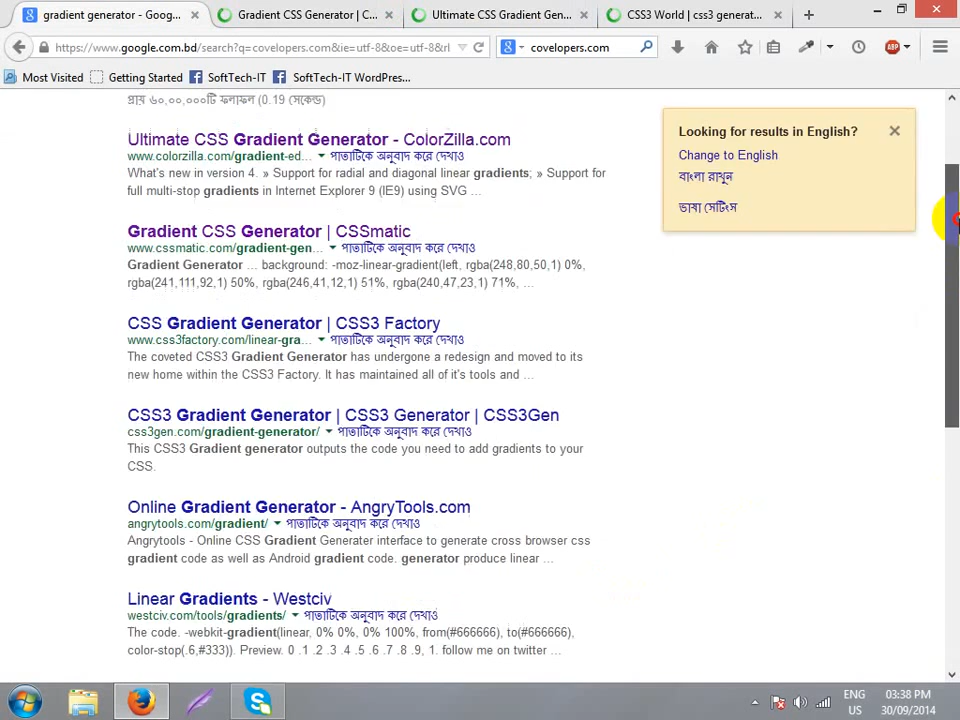 gradient generator - Goog...
Gradient CSS Generator | C...
Ultimate CSS Gradient Gen...
CSS3 World | css3 generat...
https://www.google.com.bd/search?q=covelopers.com&ie=utf-8&oe=utf-8&rl
covelopers.com
Most Visited
Getting Started
SoftTech-IT
SoftTech-IT WordPres...
প্রায় ৬০,০০,০০০টি ফলাফল (0.19 সেকেন্ড)
Ultimate CSS Gradient Generator - ColorZilla.com
www.colorzilla.com/gradient-ed... পাতাটিকে অনুবাদ করে দেখাও
What's new in version 4. » Support for radial and diagonal linear gradients; » Support for
full multi-stop gradients in Internet Explorer 9 (IE9) using SVG ...
Gradient CSS Generator | CSSmatic
www.cssmatic.com/gradient-gen... পাতাটিকে অনুবাদ করে দেখাও
Gradient Generator ... background: -moz-linear-gradient(left, rgba(248,80,50,1) 0%,
rgba(241,111,92,1) 50%, rgba(246,41,12,1) 51%, rgba(240,47,23,1) 71%, ...
CSS Gradient Generator | CSS3 Factory
www.css3factory.com/linear-gra... পাতাটিকে অনুবাদ করে দেখাও
The coveted CSS3 Gradient Generator has undergone a redesign and moved to its
new home within the CSS3 Factory. It has maintained all of it's tools and ...
CSS3 Gradient Generator | CSS3 Generator | CSS3Gen
css3gen.com/gradient-generator/ পাতাটিকে অনুবাদ করে দেখাও
This CSS3 Gradient generator outputs the code you need to add gradients to your
CSS.
Online Gradient Generator - AngryTools.com
angrytools.com/gradient/ পাতাটিকে অনুবাদ করে দেখাও
Angrytools - Online CSS Gradient Generater interface to generate cross browser css
gradient code as well as Android gradient code. generator produce linear ...
Linear Gradients - Westciv
westciv.com/tools/gradients/ পাতাটিকে অনুবাদ করে দেখাও
The code. -webkit-gradient(linear, 0% 0%, 0% 100%, from(#666666), to(#666666),
color-stop(.6,#333)). Preview. 0 .1 .2 .3 .4 .5 .6 .7 .8 .9, 1. follow me on twitter ...
Looking for results in English?
Change to English
বাংলা রাখুন
ভাষা সেটিংস
ABP
ENG
US
03:38 PM
30/09/2014